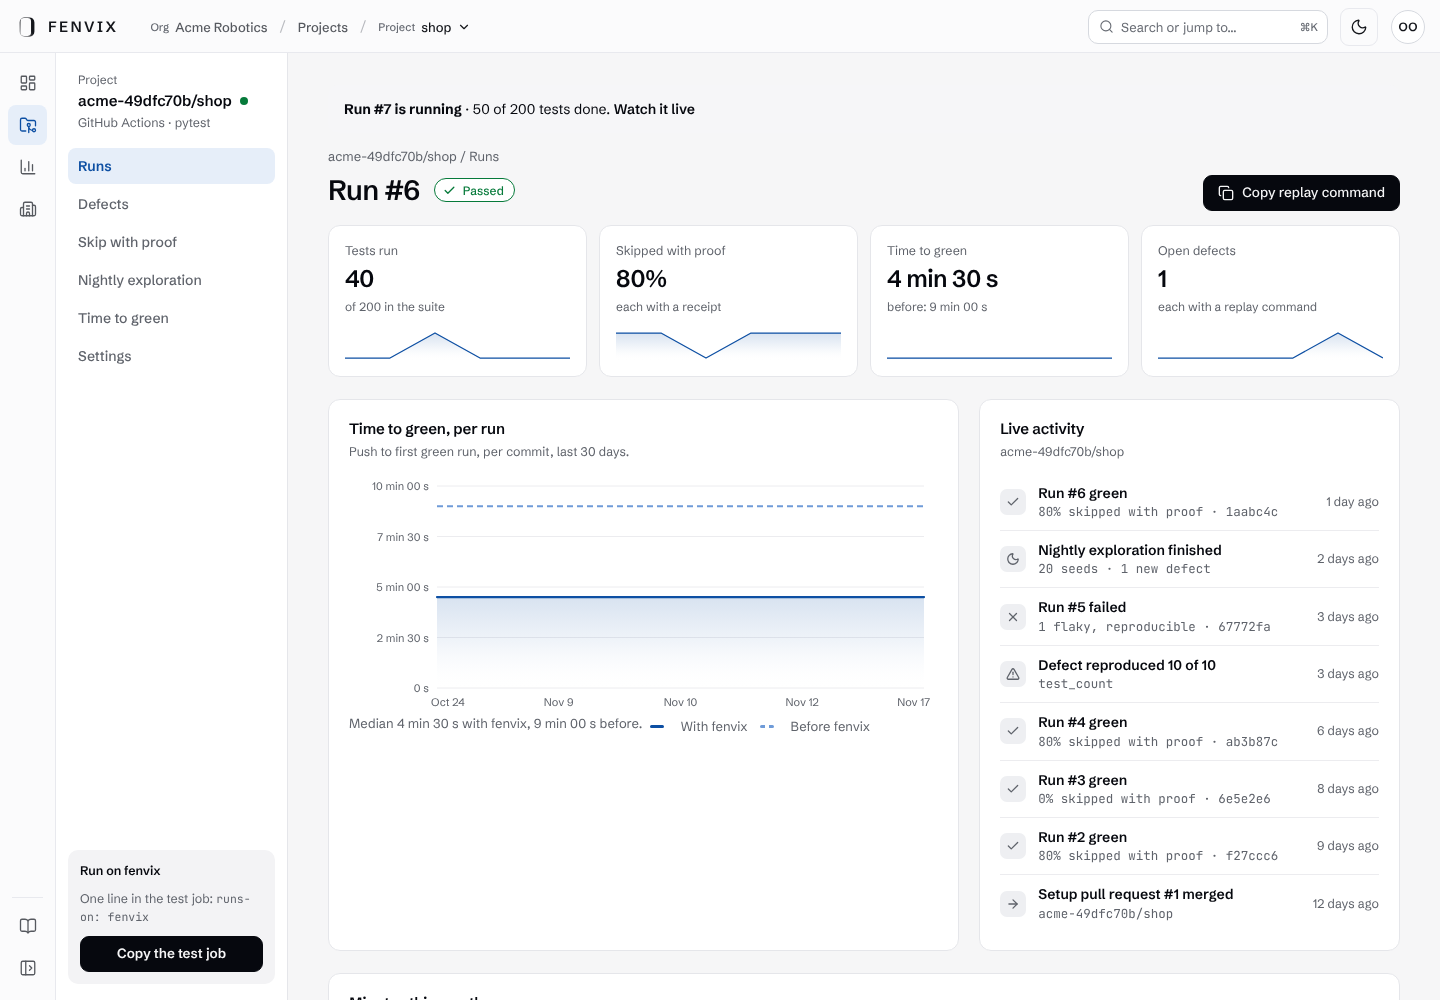 FENVIX
Org Acme Robotics / Projects / Project shop
Search or jump to... ⌘K
OO
Project
acme-49dfc70b/shop
GitHub Actions · pytest
Runs
Defects
Skip with proof
Nightly exploration
Time to green
Settings
Run on fenvix
One line in the test job: runs-
on: fenvix
Copy the test job
Run #7 is running · 50 of 200 tests done. Watch it live
acme-49dfc70b/shop / Runs
Run #6
Passed
Copy replay command
Tests run
40
of 200 in the suite
Skipped with proof
80%
each with a receipt
Time to green
4 min 30 s
before: 9 min 00 s
Open defects
1
each with a replay command
Time to green, per run
Push to first green run, per commit, last 30 days.
10 min 00 s
7 min 30 s
5 min 00 s
2 min 30 s
0 s
Oct 24 Nov 9 Nov 10 Nov 12 Nov 17
Median 4 min 30 s with fenvix, 9 min 00 s before. With fenvix Before fenvix
Live activity
acme-49dfc70b/shop
Run #6 green
80% skipped with proof · 1aabc4c
1 day ago
Nightly exploration finished
20 seeds · 1 new defect
2 days ago
Run #5 failed
1 flaky, reproducible · 67772fa
3 days ago
Defect reproduced 10 of 10
test_count
3 days ago
Run #4 green
80% skipped with proof · ab3b87c
6 days ago
Run #3 green
0% skipped with proof · 6e5e2e6
8 days ago
Run #2 green
80% skipped with proof · f27ccc6
9 days ago
Setup pull request #1 merged
acme-49dfc70b/shop
12 days ago